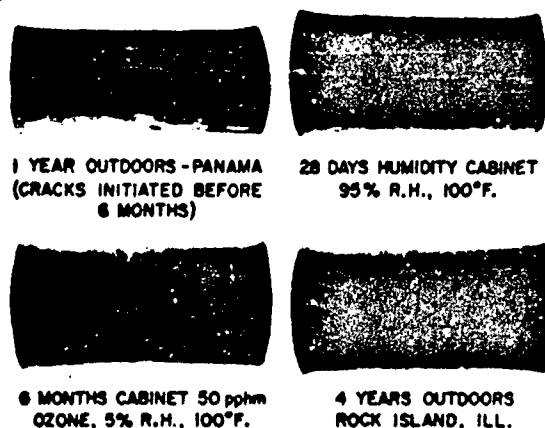 1 YEAR OUTDOORS - PANAMA
(CRACKS INITIATED BEFORE
6 MONTHS)
28 DAYS HUMIDITY CABINET
95% R.H., 100°F.
6 MONTHS CABINET 50 pphm
OZONE, 5% R.H., 100°F.
4 YEARS OUTDOORS
ROCK ISLAND, ILL.